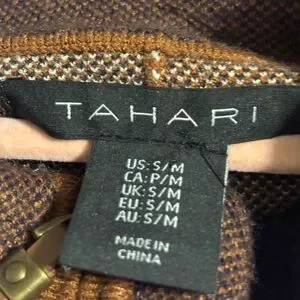 TAHARI
US: S/M
CA: P/M
UK: S/M
EU: S/M
AU: S/M
MADE IN
CHINA